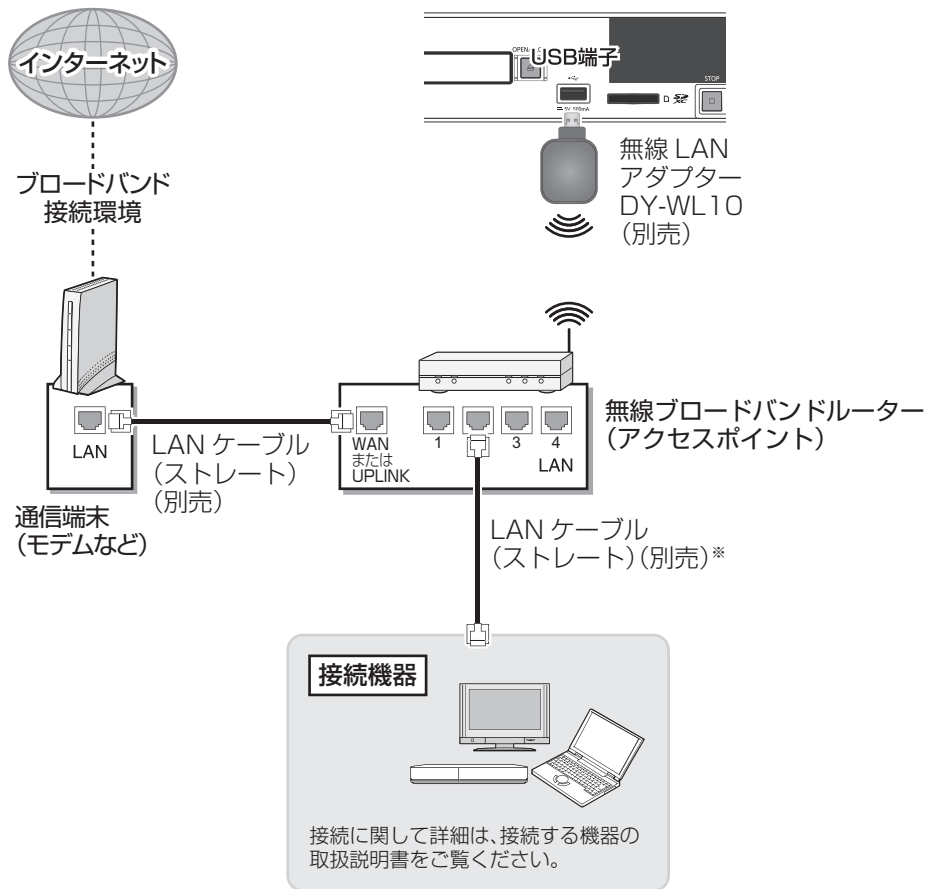 インターネット
ブロードバンド
接続環境
USB端子
STOP
5V 500mA
無線 LAN
アダプター
DY-WL10
（別売）
LAN
LAN ケーブル
（ストレート）
（別売）
WAN
または
UPLINK
1
3
4
LAN
無線ブロードバンドルーター
（アクセスポイント）
通信端末
（モデムなど）
LAN ケーブル
（ストレート）（別売）※
接続機器
接続に関して詳細は、接続する機器の
取扱説明書をご覧ください。